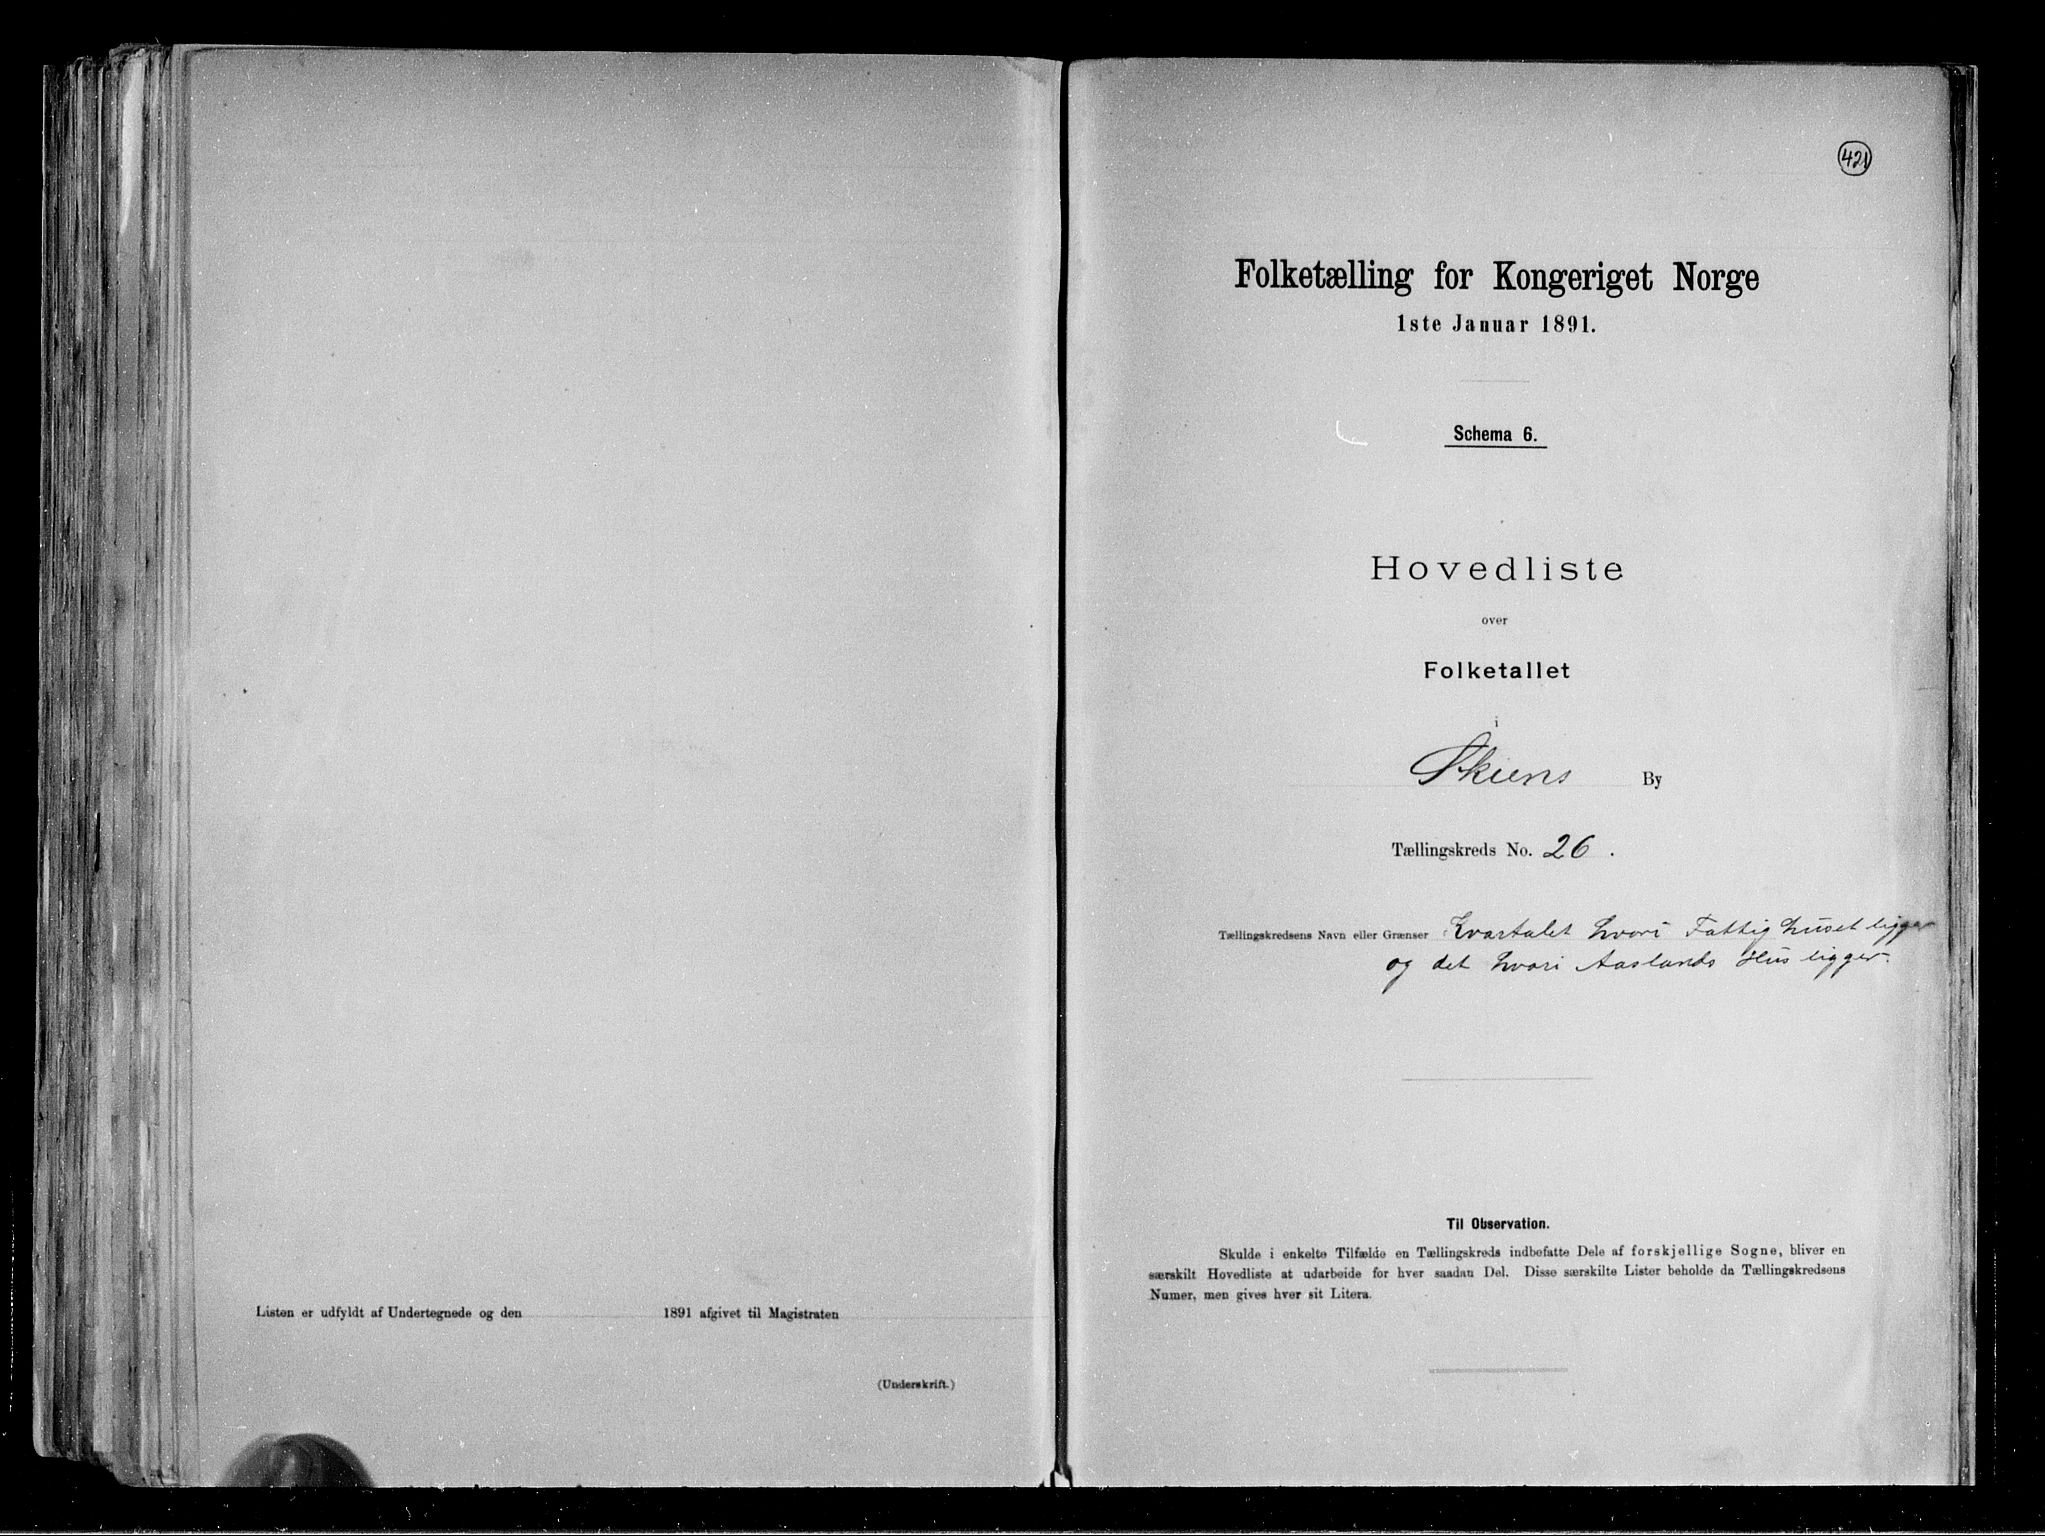 Listen er udfyldt af Undertegnede og den 1891 afgivet til Magistraten
(Underskrift.)
421
Folketælling for Kongeriget Norge
1ste Januar 1891.
Schema 6.
Hovedliste
over
Folketallet
i
Skiens By
Tællingskreds No. 26.
Tællingskredsens Navn eller Grænser Kvartalet hvori Fattighuset ligger
og det hvori Aaslands Hus ligger.
Til Observation.
Skulde i enkelte Tilfælde en Tællingskreds indbefatte Dele af forskjellige Sogne, bliver en
særskilt Hovedliste at udarbeide for hver saadan Del. Disse særskilte Lister beholde da Tællingskredsens
Numer, men gives hver sit Litera.